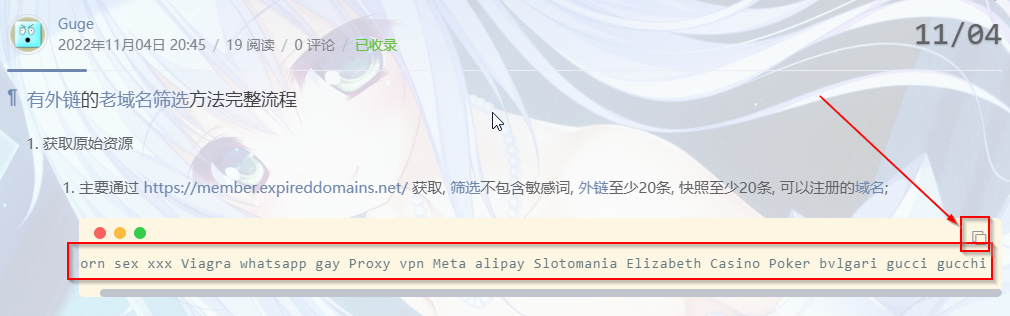 Guge
2022年11月04日 20:45 / 19 阅读 / 0 评论 / 已收录
11/04
¶ 有外链的老域名筛选方法完整流程
1. 获取原始资源
1. 主要通过 https://member.expireddomains.net/ 获取, 筛选不包含敏感词, 外链至少20条, 快照至少20条, 可以注册的域名;
orn sex xxx Viagra whatsapp gay Proxy vpn Meta alipay Slotomania Elizabeth Casino Poker bvlgari gucci gucchi